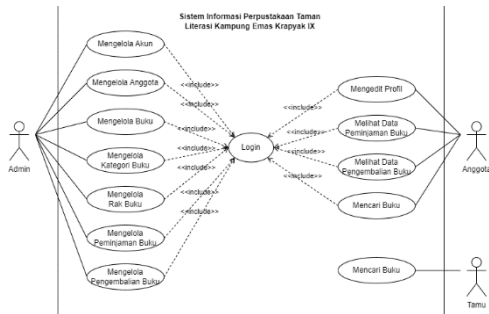 Sistem Informasi Perpustakaan Taman
Literasi Kampung Emas Krapyak IX
Mengelola Akun
Mengelola Anggota
Mengelola Buku
Mengelola
Kategori Buku
Mengelola
Rak Buku
Mengelola
Peminjaman Buku
Mengelola
Pengembalian Buku
<<include>>
<<include>>
<<include>>
<<include>>
<<include>>
<<include>>
<<include>>
Login
<<include>>
<<include>>
<<include>>
<<include>>
Mengedit Profil
Melihat Data
Peminjaman Buku
Melihat Data
Pengembalian Buku
Mencari Buku
Mencari Buku
Admin
Anggota
Tamu